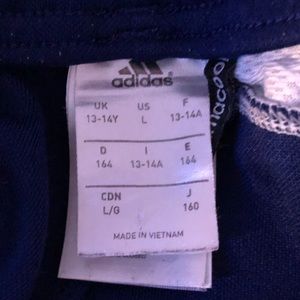 adidas
UK US F
13-14Y L 13-14A
D I E
164 13-14A 164
CDN J
L/G 160
MADE IN VIETNAM